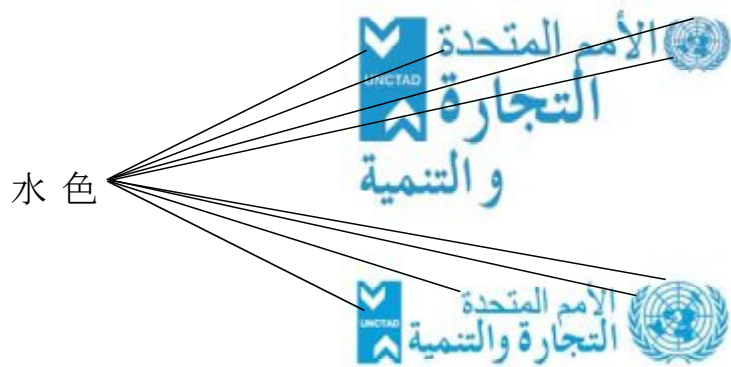 الأمم المتحدة
UNCTAD
التجارة
و التنمية
水色
الأمم المتحدة
UNCTAD
التجارة والتنمية